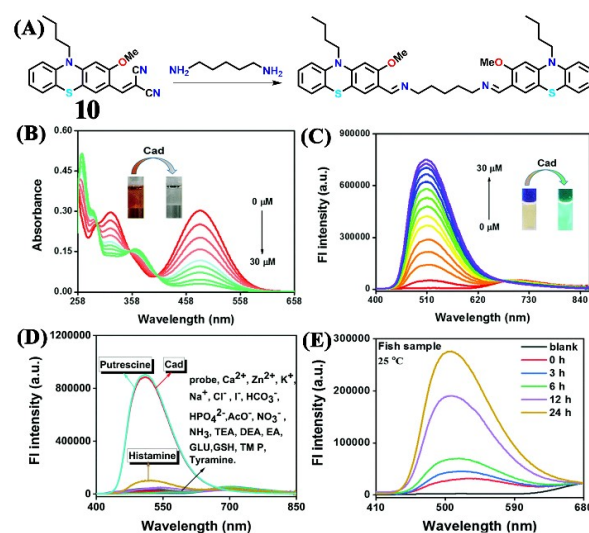 (A)
OMe
CN
CN
N
S
10
NH2
NH2
N
OMe
S
N
N
MeO
N
S
(B)
0.60
0.45
0.30
0.15
0.00
Absorbance
Cad
0 μM
30 μM
258 358 458 558 658
Wavelength (nm)
(C)
900000
600000
300000
0
FI intensity (a.u.)
Cad
30 μM
0 μM
400 510 620 730 840
Wavelength (nm)
(D)
1200000
800000
400000
0
FI intensity (a.u.)
Putrescine
Cad
probe, Ca2+, Zn2+, K+,
Na+, Cl-, I-, HCO3-,
HPO42-,AcO-, NO3-,
NH3, TEA, DEA, EA,
GLU,GSH, TM P,
Tyramine.
Histamine
410 550 700 850
Wavelength (nm)
(E)
300000
200000
100000
0
FI intensity (a.u.)
Fish sample
25 °C
blank
0 h
3 h
6 h
12 h
24 h
410 500 590 680
Wavelength (nm)